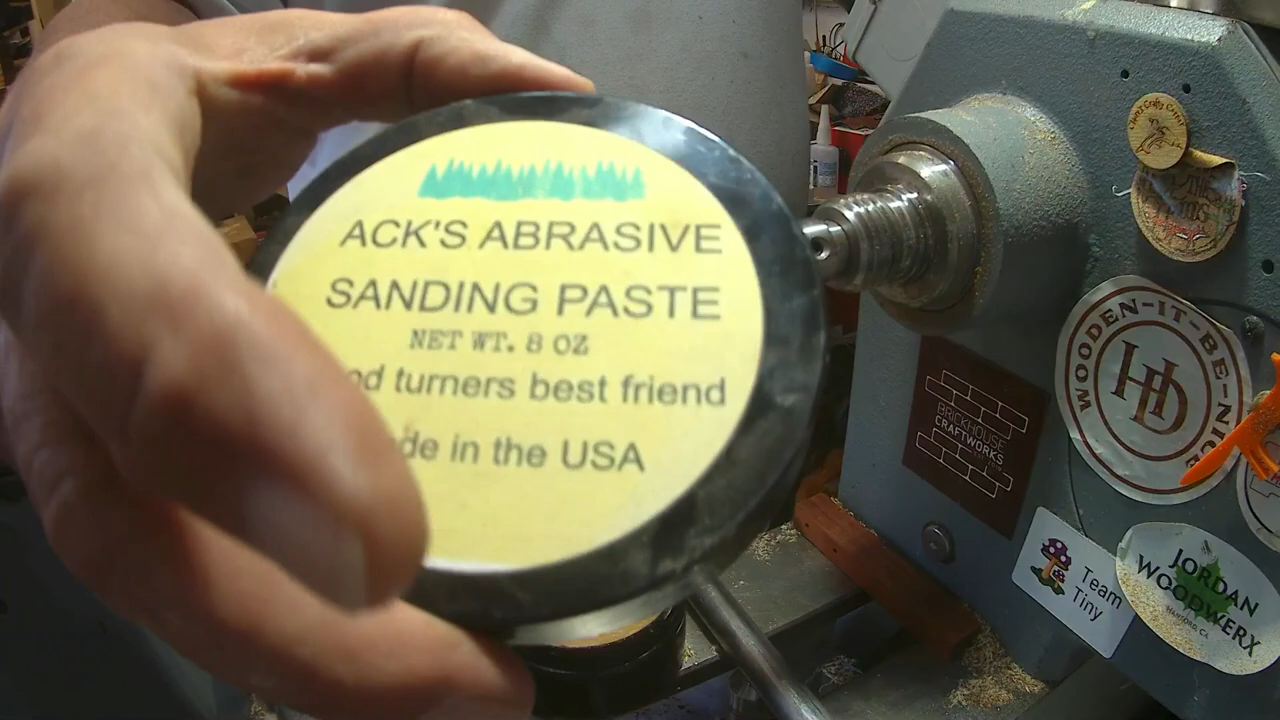 ACK'S ABRASIVE
SANDING PASTE
NET WT. 8 OZ
turners best friend
in the USA
WOODEN-IT-BE-NIC
HD
BRICKHOUSE
CRAFTWORKS
Team
Tiny
JORDAN
WOODWERX